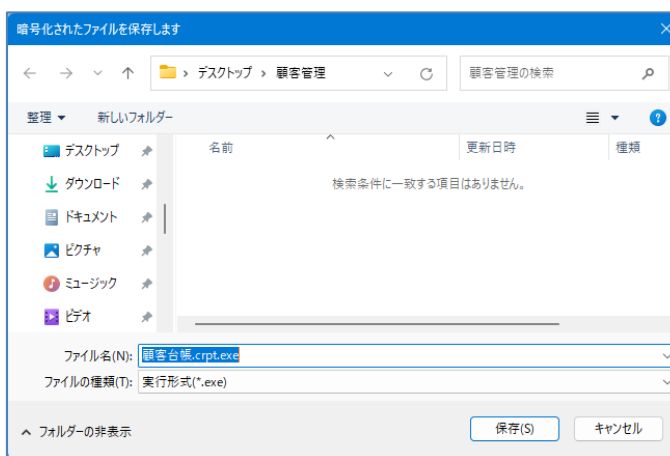 暗号化されたファイルを保存します
デスクトップ > 顧客管理
顧客管理の検索
整理 新しいフォルダー
名前 更新日時 種類
検索条件に一致する項目はありません。
デスクトップ
ダウンロード
ドキュメント
ピクチャ
ミュージック
ビデオ
ファイル名(N): 顧客台帳.crpt.exe
ファイルの種類(T): 実行形式(*.exe)
フォルダーの非表示
保存(S) キャンセル